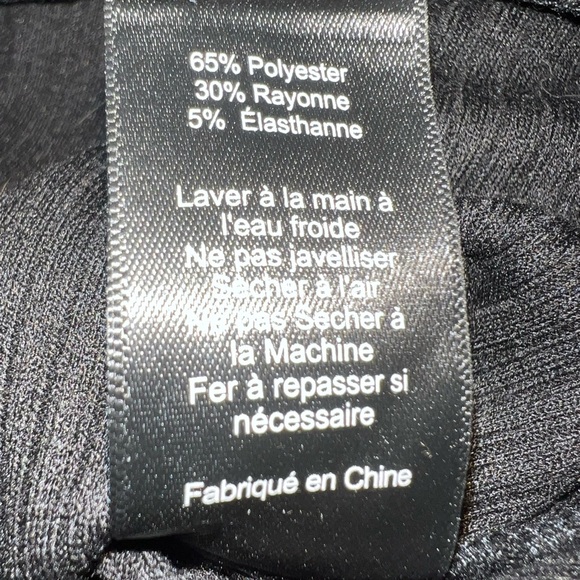 65% Polyester
30% Rayonne
5% Élasthanne
Laver à la main à
l'eau froide
Ne pas javelliser
Sécher à l'air
Ne pas Sécher à
la Machine
Fer à repasser si
nécessaire
Fabriqué en Chine